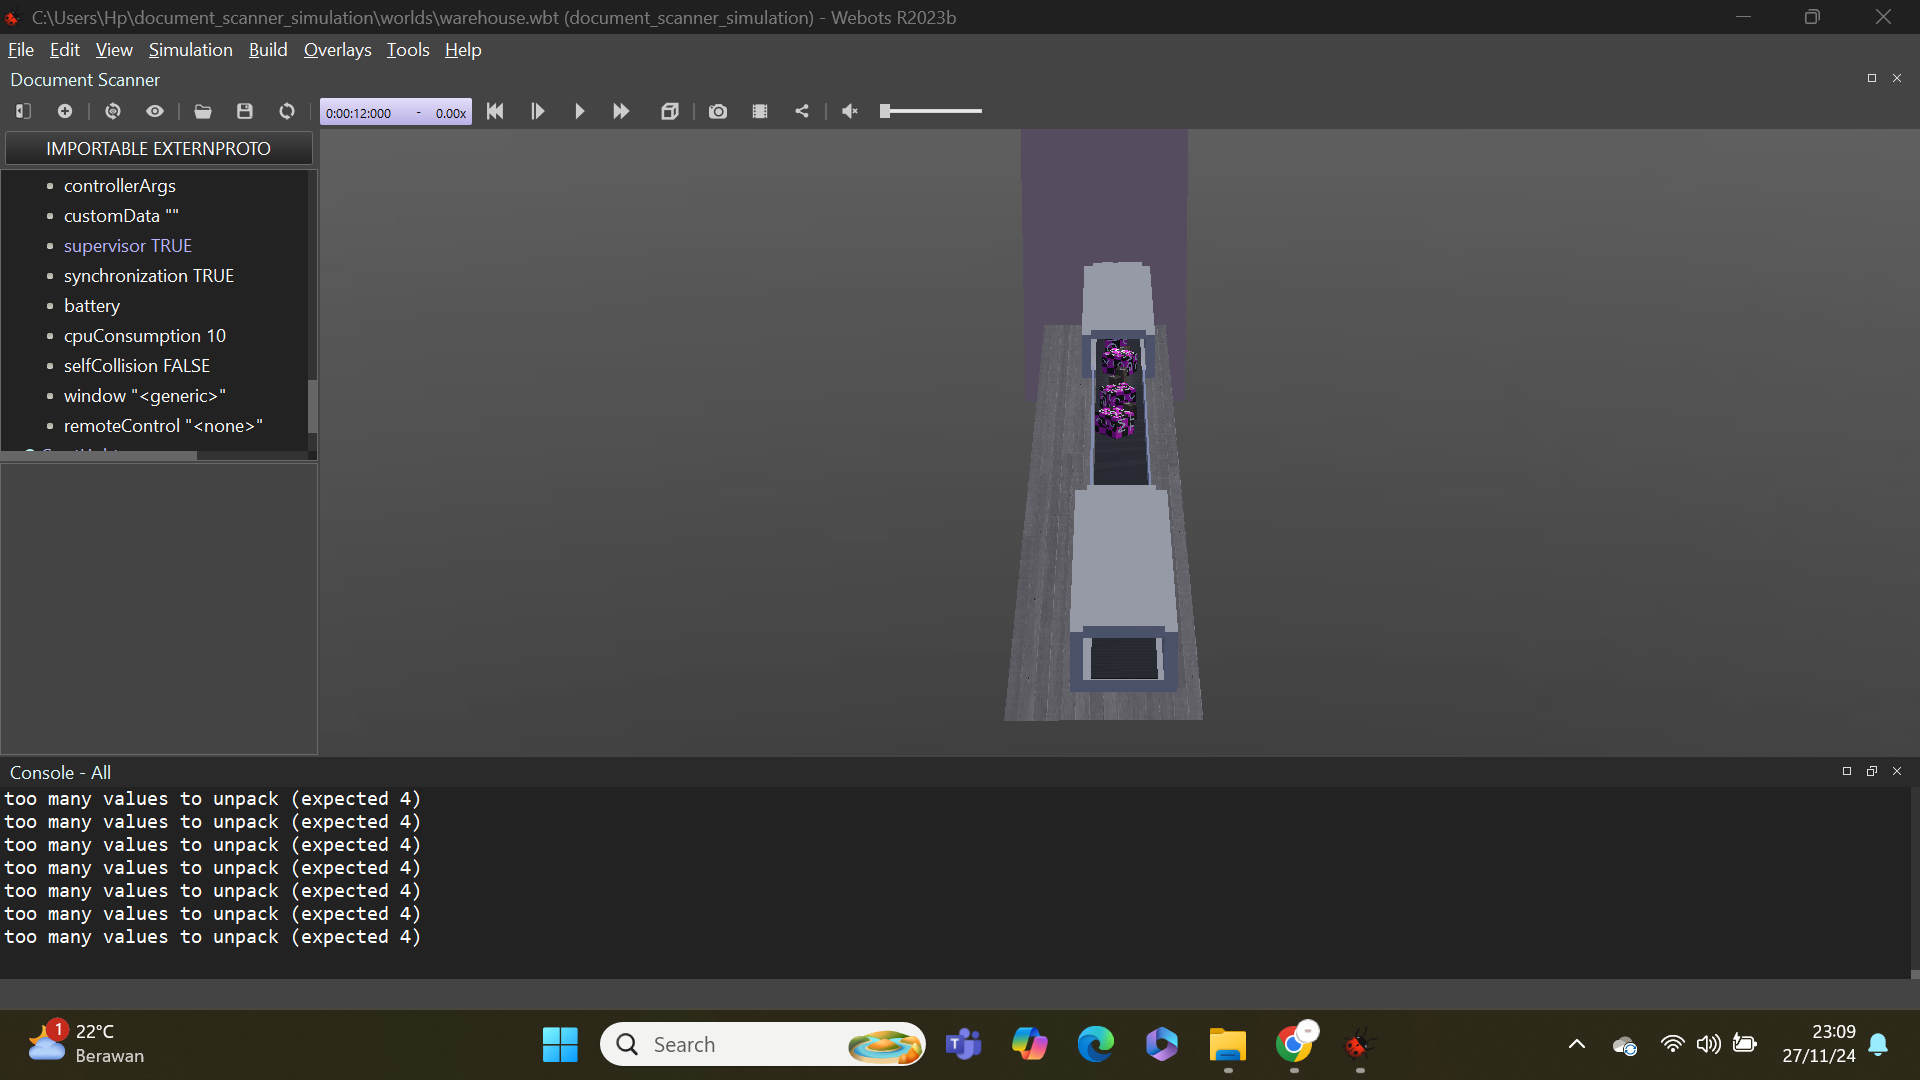 C:\Users\Hp\document_scanner_simulation\worlds\warehouse.wbt (document_scanner_simulation) - Webots R2023b
File Edit View Simulation Build Overlays Tools Help
Document Scanner
0:00:12:000 - 0.00x
IMPORTABLE EXTERNPROTO
controllerArgs
customData ""
supervisor TRUE
synchronization TRUE
battery
cpuConsumption 10
selfCollision FALSE
window "<generic>"
remoteControl "<none>"
Console - All
too many values to unpack (expected 4)
too many values to unpack (expected 4)
too many values to unpack (expected 4)
too many values to unpack (expected 4)
too many values to unpack (expected 4)
too many values to unpack (expected 4)
too many values to unpack (expected 4)
1
22°C
Berawan
Search
23:09
27/11/24